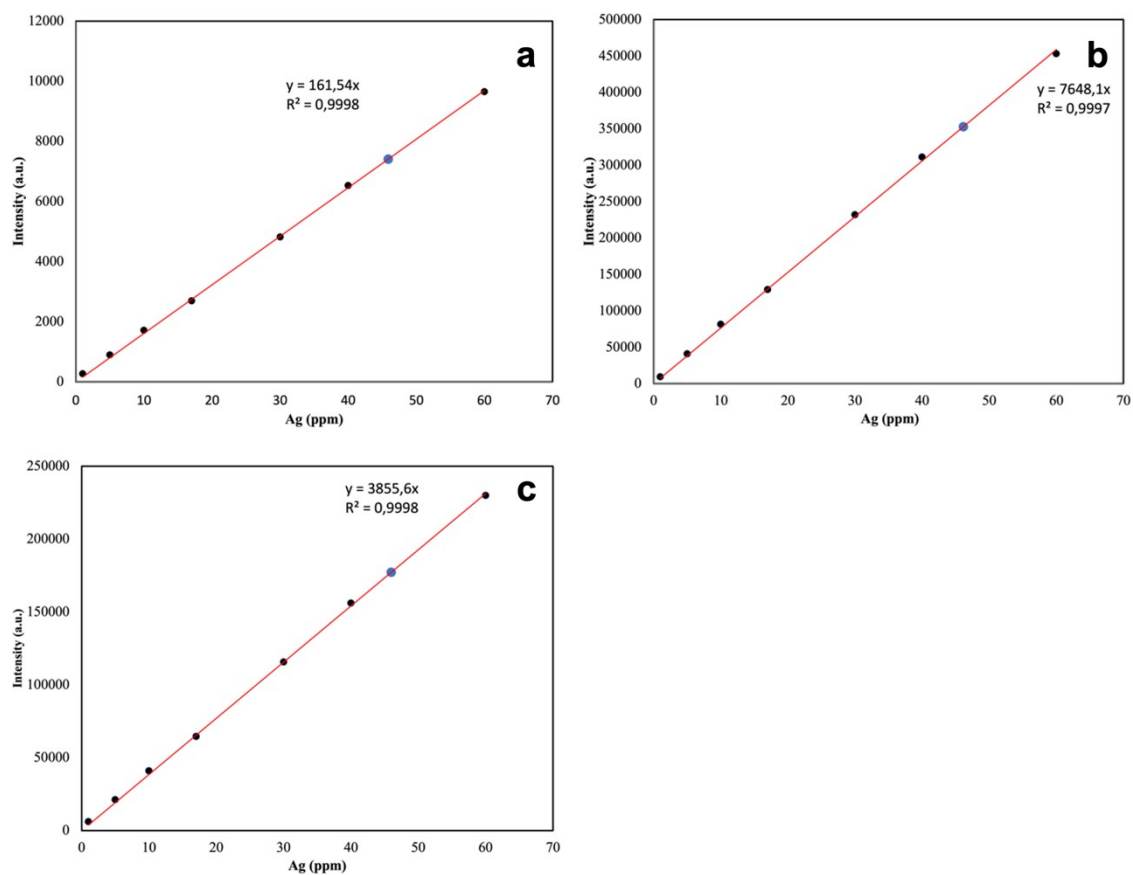 a
12000
10000
8000
6000
4000
2000
0
y = 161,54x
R² = 0,9998
Intensity (a.u.)
0 10 20 30 40 50 60 70
Ag (ppm)
b
500000
450000
400000
350000
300000
250000
200000
150000
100000
50000
0
y = 7648,1x
R² = 0,9997
Intensity (a.u.)
0 10 20 30 40 50 60 70
Ag (ppm)
c
250000
200000
150000
100000
50000
0
y = 3855,6x
R² = 0,9998
Intensity (a.u.)
0 10 20 30 40 50 60 70
Ag (ppm)